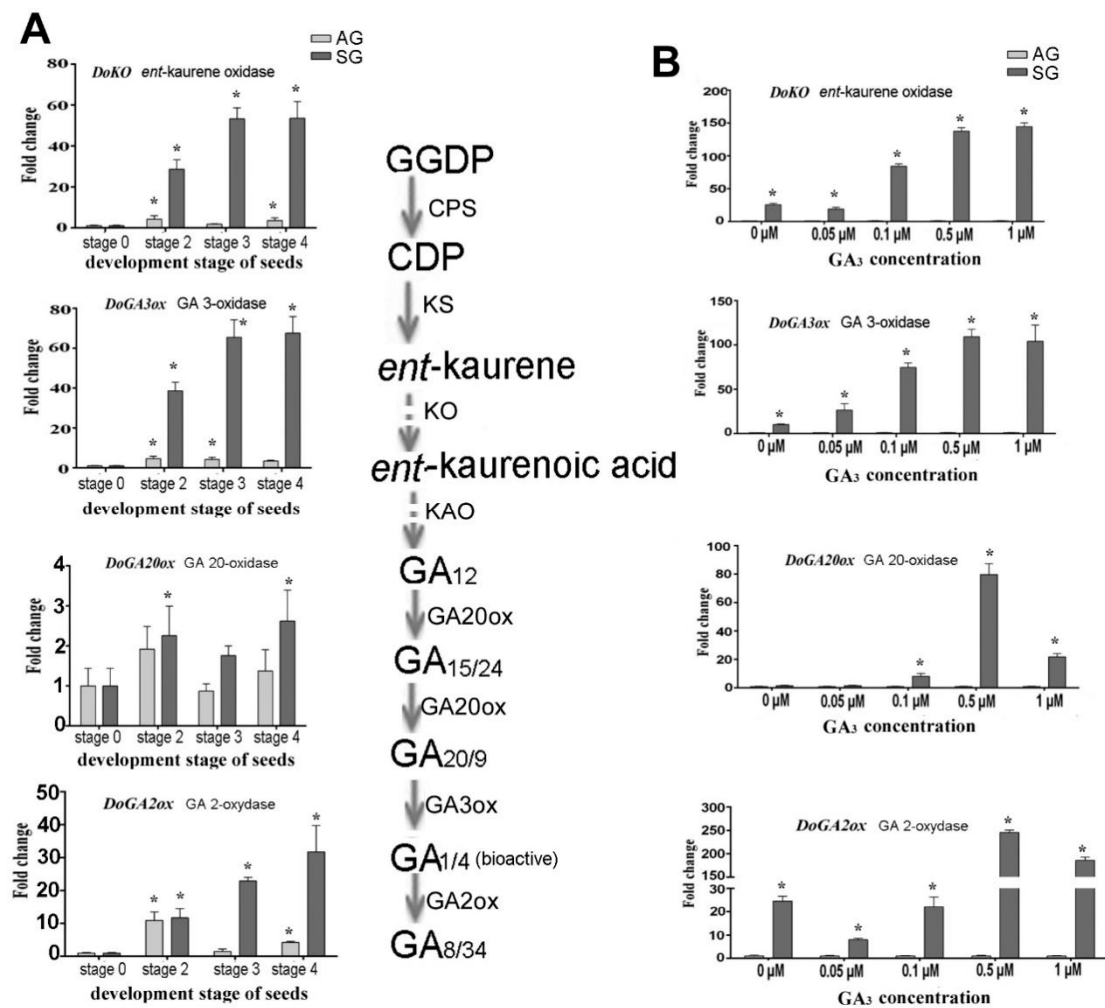 A
AG
SG
DoKO ent-kaurene oxidase
Fold change
80
60
40
20
0
stage 0 stage 2 stage 3 stage 4
development stage of seeds
* * * *
DoGA3ox GA 3-oxidase
Fold change
80
60
40
20
0
stage 0 stage 2 stage 3 stage 4
development stage of seeds
* * * * *
DoGA20ox GA 20-oxidase
Fold change
4
3
2
1
0
stage 0 stage 2 stage 3 stage 4
development stage of seeds
* *
DoGA2ox GA 2-oxydase
Fold change
50
40
30
20
10
0
stage 0 stage 2 stage 3 stage 4
development stage of seeds
* * * * *
GGDP
CPS
CDP
KS
ent-kaurene
KO
ent-kaurenoic acid
KAO
GA12
GA20ox
GA15/24
GA20ox
GA20/9
GA3ox
GA1/4 (bioactive)
GA2ox
GA8/34
B
AG
SG
DoKO ent-kaurene oxidase
Fold change
200
150
100
50
0
0 µM 0.05 µM 0.1 µM 0.5 µM 1 µM
GA3 concentration
* * * * *
DoGA3ox GA 3-oxidase
Fold change
150
100
50
0
0 µM 0.05 µM 0.1 µM 0.5 µM 1 µM
GA3 concentration
* * * * *
DoGA20ox GA 20-oxidase
Fold change
100
80
60
40
20
0
0 µM 0.05 µM 0.1 µM 0.5 µM 1 µM
GA3 concentration
* * *
DoGA2ox GA 2-oxydase
Fold change
300
250
200
150
100
30
20
10
0
0 µM 0.05 µM 0.1 µM 0.5 µM 1 µM
GA3 concentration
* * * * *